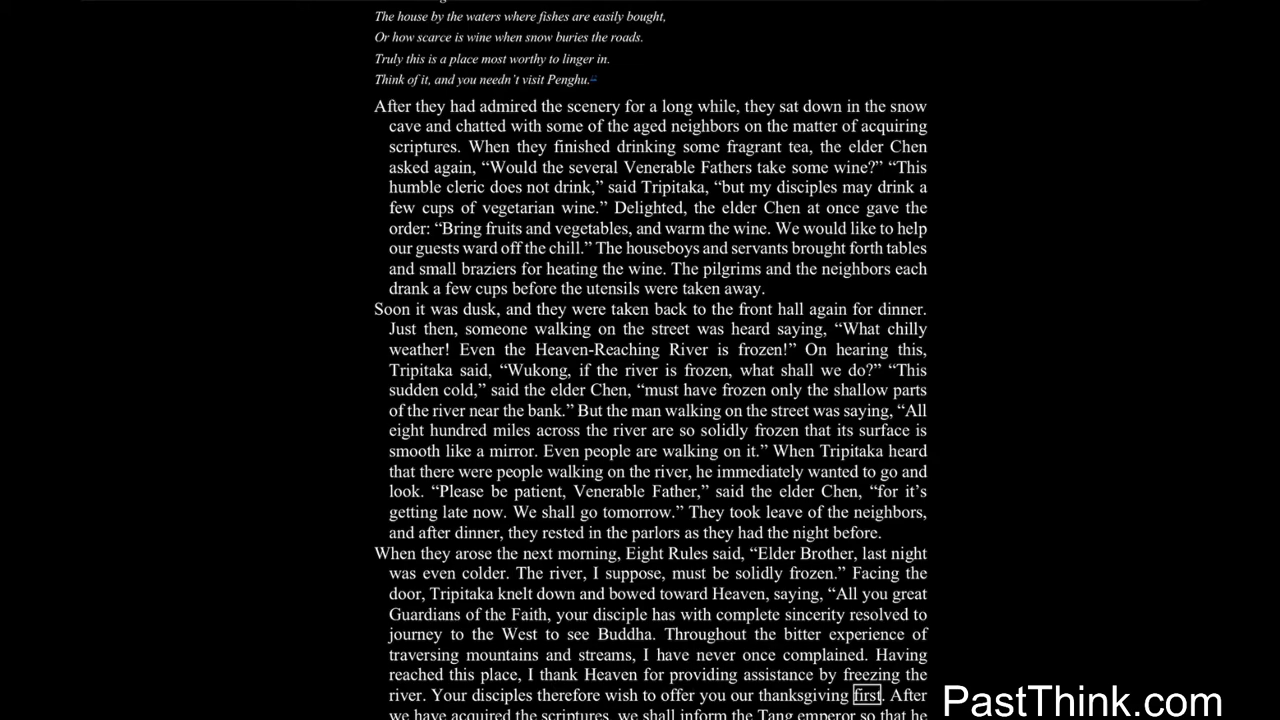 The house by the waters where fishes are easily bought,
Or how scarce is wine when snow buries the roads.
Truly this is a place most worthy to linger in.
Think of it, and you needn’t visit Penghu.
After they had admired the scenery for a long while, they sat down in the snow
cave and chatted with some of the aged neighbors on the matter of acquiring
scriptures. When they finished drinking some fragrant tea, the elder Chen
asked again, “Would the several Venerable Fathers take some wine?” “This
humble cleric does not drink,” said Tripitaka, “but my disciples may drink a
few cups of vegetarian wine.” Delighted, the elder Chen at once gave the
order: “Bring fruits and vegetables, and warm the wine. We would like to help
our guests ward off the chill.” The houseboys and servants brought forth tables
and small braziers for heating the wine. The pilgrims and the neighbors each
drank a few cups before the utensils were taken away.
Soon it was dusk, and they were taken back to the front hall again for dinner.
Just then, someone walking on the street was heard saying, “What chilly
weather! Even the Heaven-Reaching River is frozen!” On hearing this,
Tripitaka said, “Wukong, if the river is frozen, what shall we do?” “This
sudden cold,” said the elder Chen, “must have frozen only the shallow parts
of the river near the bank.” But the man walking on the street was saying, “All
eight hundred miles across the river are so solidly frozen that its surface is
smooth like a mirror. Even people are walking on it.” When Tripitaka heard
that there were people walking on the river, he immediately wanted to go and
look. “Please be patient, Venerable Father,” said the elder Chen, “for it’s
getting late now. We shall go tomorrow.” They took leave of the neighbors,
and after dinner, they rested in the parlors as they had the night before.
When they arose the next morning, Eight Rules said, “Elder Brother, last night
was even colder. The river, I suppose, must be solidly frozen.” Facing the
door, Tripitaka knelt down and bowed toward Heaven, saying, “All you great
Guardians of the Faith, your disciple has with complete sincerity resolved to
journey to the West to see Buddha. Throughout the bitter experience of
traversing mountains and streams, I have never once complained. Having
reached this place, I thank Heaven for providing assistance by freezing the
river. Your disciples therefore wish to offer you our thanksgiving first. After
we have acquired the scriptures, we shall inform the Tang emperor so that he
PastThink.com